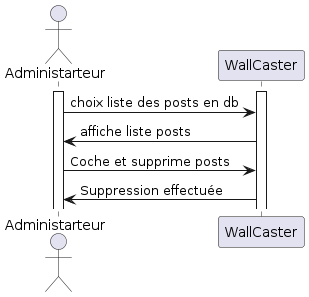 Administarteur
WallCaster
choix liste des posts en db
affiche liste posts
Coche et supprime posts
Suppression effectuée
Administarteur
WallCaster